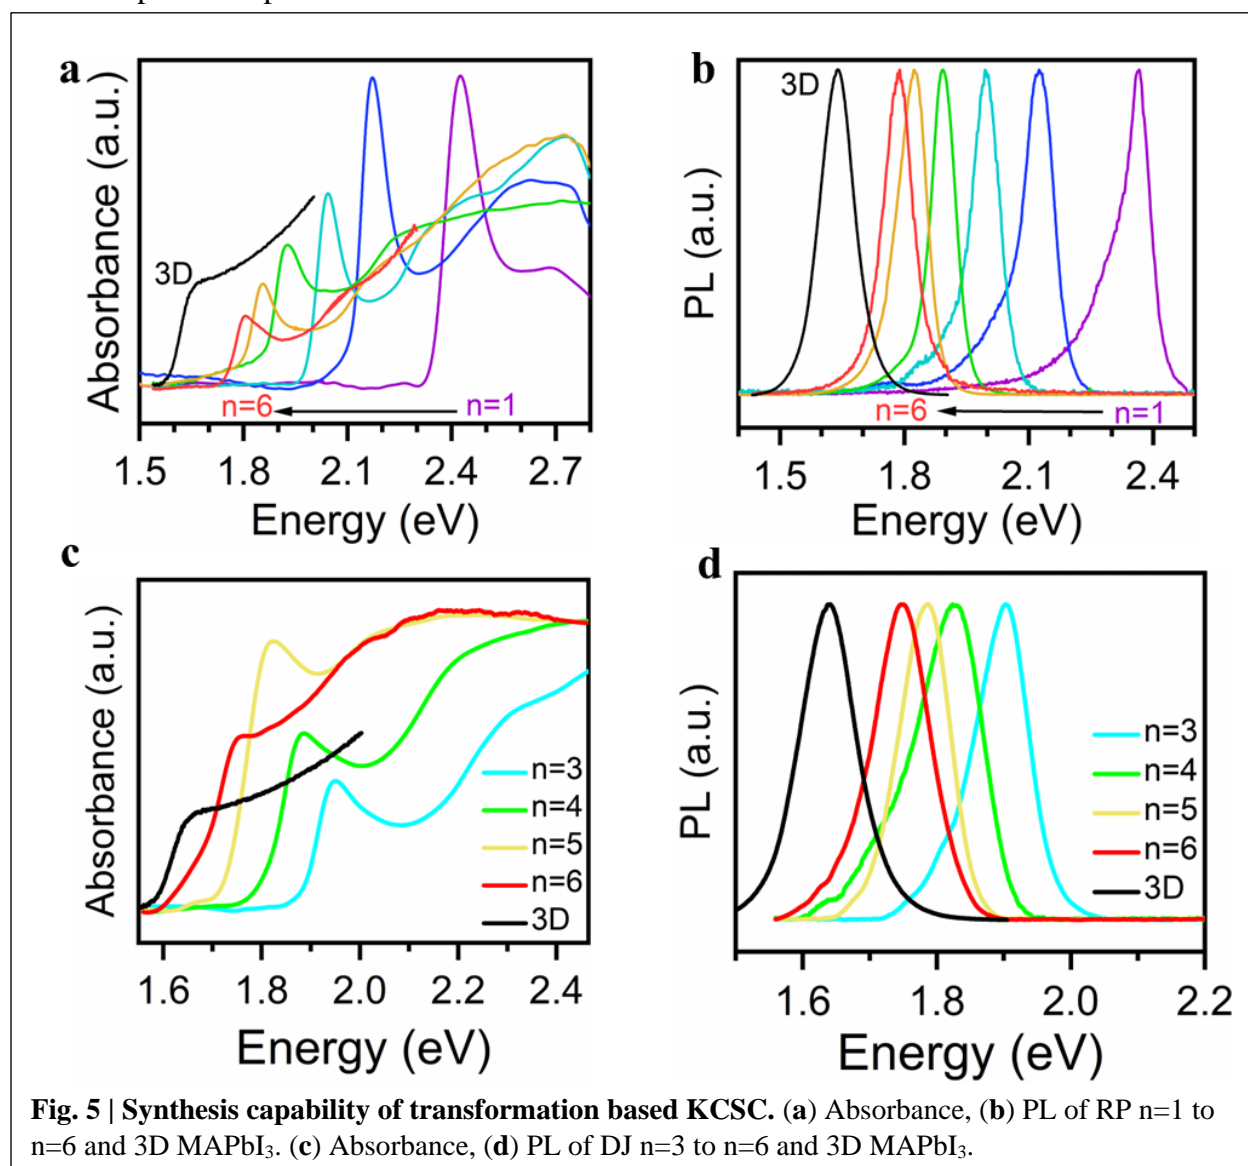 a
Absorbance (a.u.)
3D
n=6
n=1
1.5 1.8 2.1 2.4 2.7
Energy (eV)
b
PL (a.u.)
3D
n=6
n=1
1.5 1.8 2.1 2.4
Energy (eV)
c
Absorbance (a.u.)
n=3
n=4
n=5
n=6
3D
1.6 1.8 2.0 2.2 2.4
Energy (eV)
d
PL (a.u.)
n=3
n=4
n=5
n=6
3D
1.6 1.8 2.0 2.2
Energy (eV)
Fig. 5 | Synthesis capability of transformation based KCSC. (a) Absorbance, (b) PL of RP n=1 to
n=6 and 3D MAPbI₃. (c) Absorbance, (d) PL of DJ n=3 to n=6 and 3D MAPbI₃.